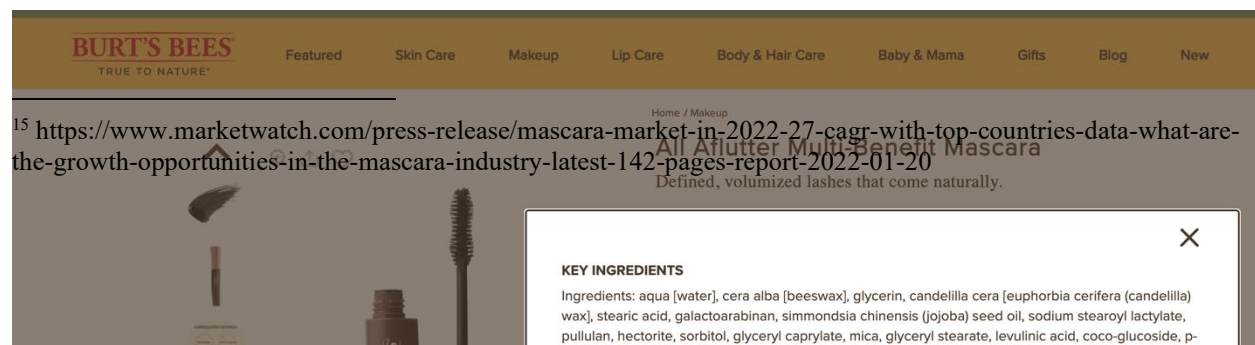 BURT'S BEES
TRUE TO NATURE®
Featured Skin Care Makeup Lip Care Body & Hair Care Baby & Mama Gifts Blog New
Home / Makeup
15 https://www.marketwatch.com/press-release/mascara-market-in-2022-27-cagr-with-top-countries-data-what-are-
the-growth-opportunities-in-the-mascara-industry-latest-142-pages-report-2022-01-20
All Aflutter Multi-Benefit Mascara
Defined, volumized lashes that come naturally.
KEY INGREDIENTS
Ingredients: aqua [water], cera alba [beeswax], glycerin, candelilla cera [euphorbia cerifera (candelilla)
wax], stearic acid, galactoarabinan, simmondsia chinensis (jojoba) seed oil, sodium stearoyl lactylate,
pullulan, hectorite, sorbitol, glyceryl caprylate, mica, glyceryl stearate, levulinic acid, coco-glucoside, p-